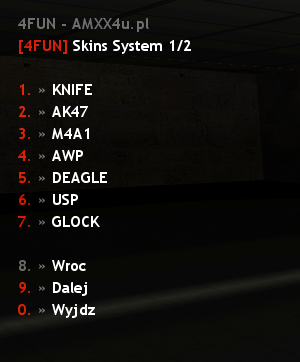 4FUN - AMXX4u.pl
[4FUN] Skins System 1/2
1. » KNIFE
2. » AK47
3. » M4A1
4. » AWP
5. » DEAGLE
6. » USP
7. » GLOCK
8. » Wroc
9. » Dalej
0. » Wyjdz